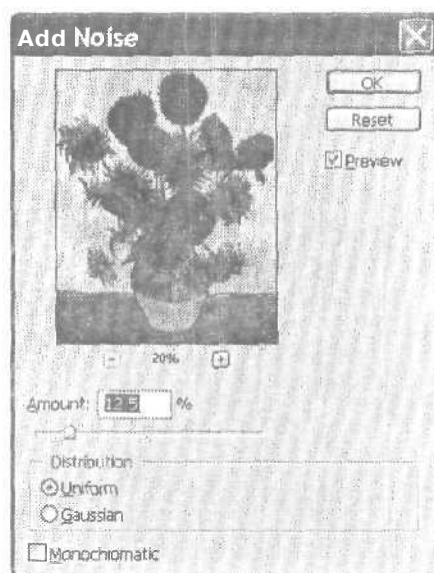 Add Noise
OK
Reset
Preview
20%
Amount: 12.5 %
Distribution
Uniform
Gaussian
Monochromatic